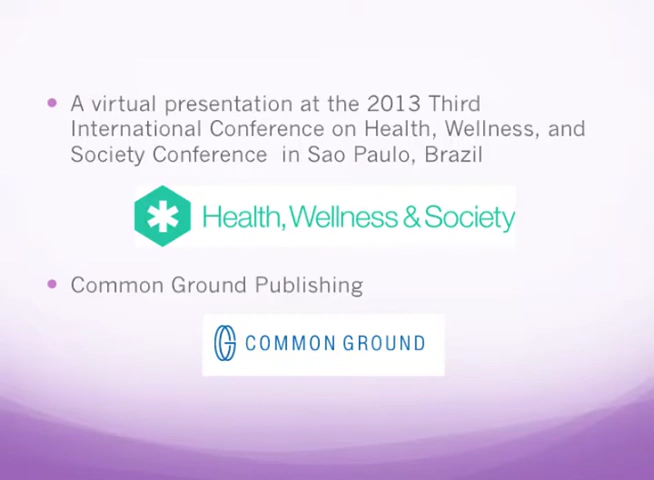 A virtual presentation at the 2013 Third
International Conference on Health, Wellness, and
Society Conference  in Sao Paulo, Brazil
Health, Wellness & Society
Common Ground Publishing
COMMON GROUND